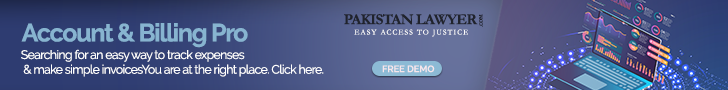 Account & Billing Pro
Searching for an easy way to track expenses
& make simple invoicesYou are at the right place. Click here.
PAKISTAN LAWYER
EASY ACCESS TO JUSTICE
FREE DEMO